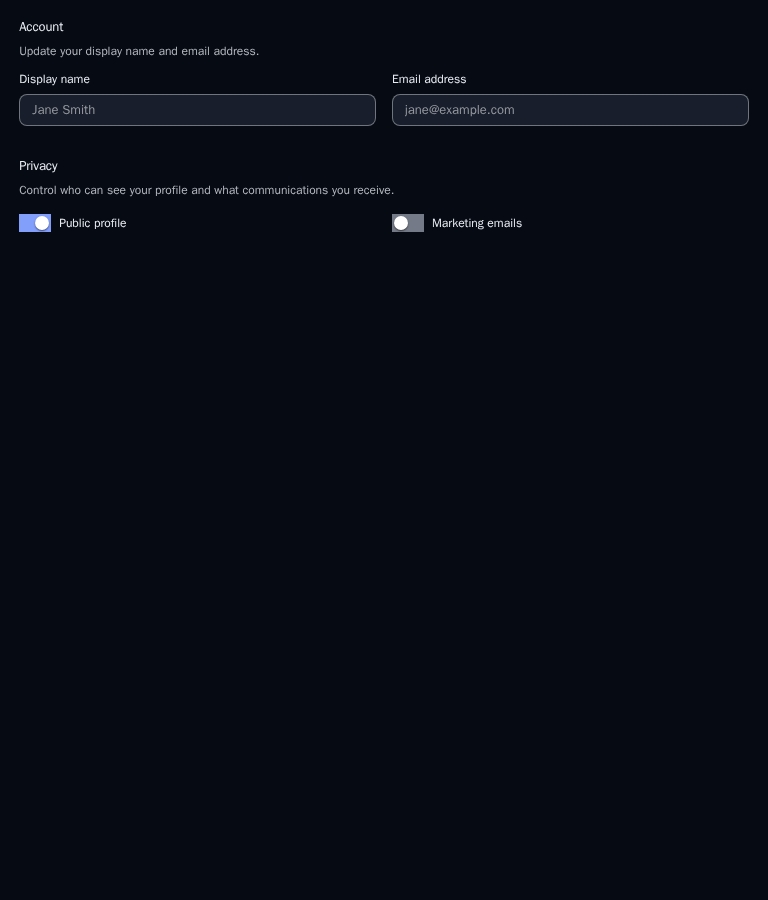 Account
Update your display name and email address.
Display name
Email address
Jane Smith
jane@example.com
Privacy
Control who can see your profile and what communications you receive.
Public profile
Marketing emails